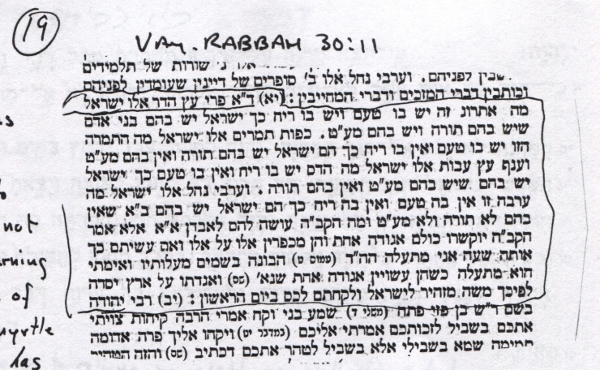 19
VAY. RABBAH 30:11
שורות של תלמידים
יושבין לפניהם. וערבי נחל אלו ב' סופרים של דיינין שעומדין לפניהם
וכותבין דברי המזכים ודברי המחייבין: (יא) ד"א פרי עץ הדר אלו ישראל
מה אתרוג זה יש בו טעם ויש בו ריח כך ישראל יש בהם בני אדם
שיש בהם תורה ויש בהם מע"ט. כפות תמרים אלו ישראל מה התמרה
הזו יש בו טעם ואין בו ריח כך הם ישראל יש בהם תורה ואין בהם מע"ט
וענף עץ עבות אלו ישראל מה הדס יש בו ריח ואין בו טעם כך ישראל
יש בהם שיש בהם מע"ט ואין בהם תורה. וערבי נחל אלו ישראל מה
ערבה זו אין בה טעם ואין בה ריח כך הם ישראל יש בהם ב"א שאין
בהם לא תורה ולא מע"ט ומה הקב"ה עושה להם לאבדן א"א אלא אמר
הקב"ה יוקשרו כולם אגודה אחת והן מכפרין אלו על אלו ואם עשיתם כך
אותה שעה אני מתעלה הה"ד (עמוס ט) הבונה בשמים מעלותיו ואימתי
הוא מתעלה כשהן עשויין אגודה אחת שנא' (שם) ואגדתו על ארץ יסדה
לפיכך משה מזהיר לישראל ולקחתם לכם ביום הראשון: (יב) רבי יהודה
בשם ר"ש בן פזי פתח (משלי ד) שמע בני וקח אמרי הרבה קיחות צויתי
אתכם בשביל לזכותכם אמרתי אליכם (במדבר יט) ויקחו אליך פרה אדומה
תמימה שמא בשבילי אלא בשביל לטהר אתכם דכתיב (שם) והזה הטהור
not
of
myrtle
has